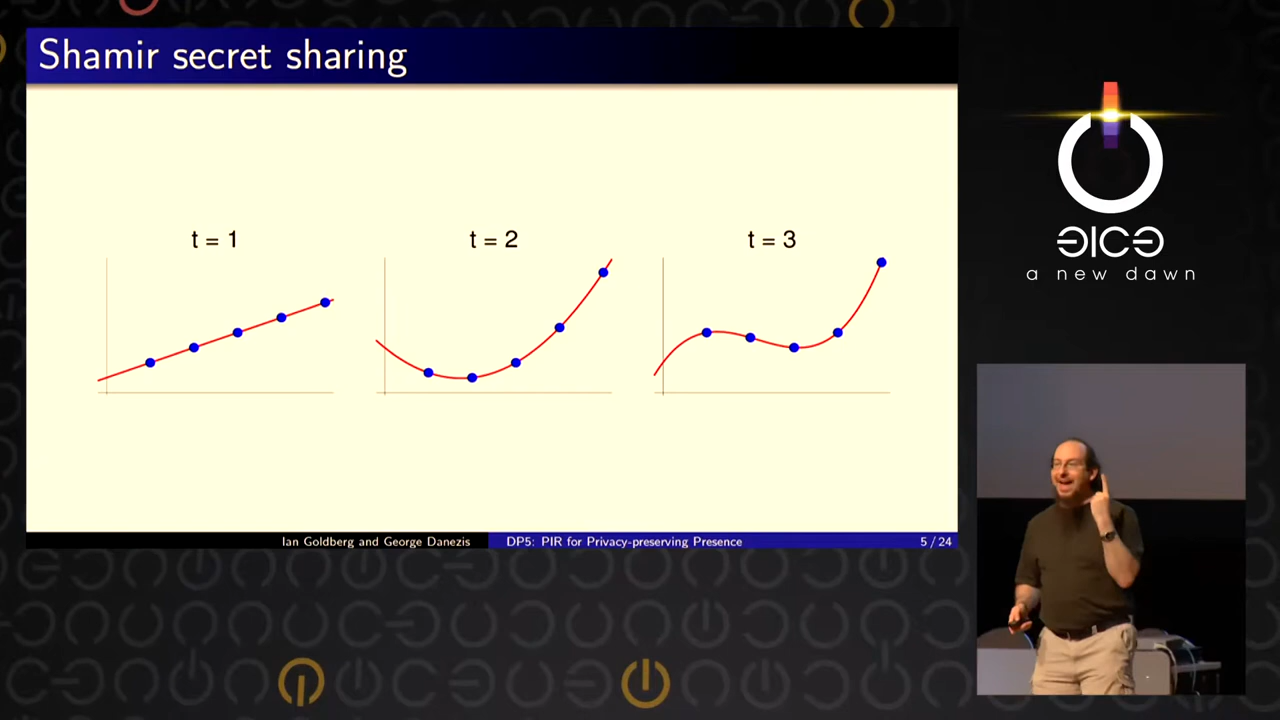 Shamir secret sharing
t = 1
t = 2
t = 3
Ian Goldberg and George Danezis
DP5: PIR for Privacy-preserving Presence
5 / 24
a new dawn